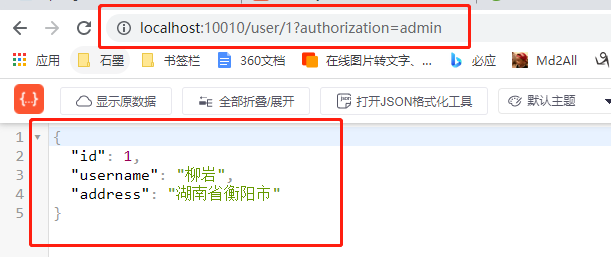 localhost:10010/user/1?authorization=admin
应用 石墨 书签栏 360文档 在线图片转文字、... 必应 Md2All
{..} 显示原数据 全部折叠/展开 打开JSON格式化工具 默认主题
1 {
2 "id": 1,
3 "username": "柳岩",
4 "address": "湖南省衡阳市"
5 }